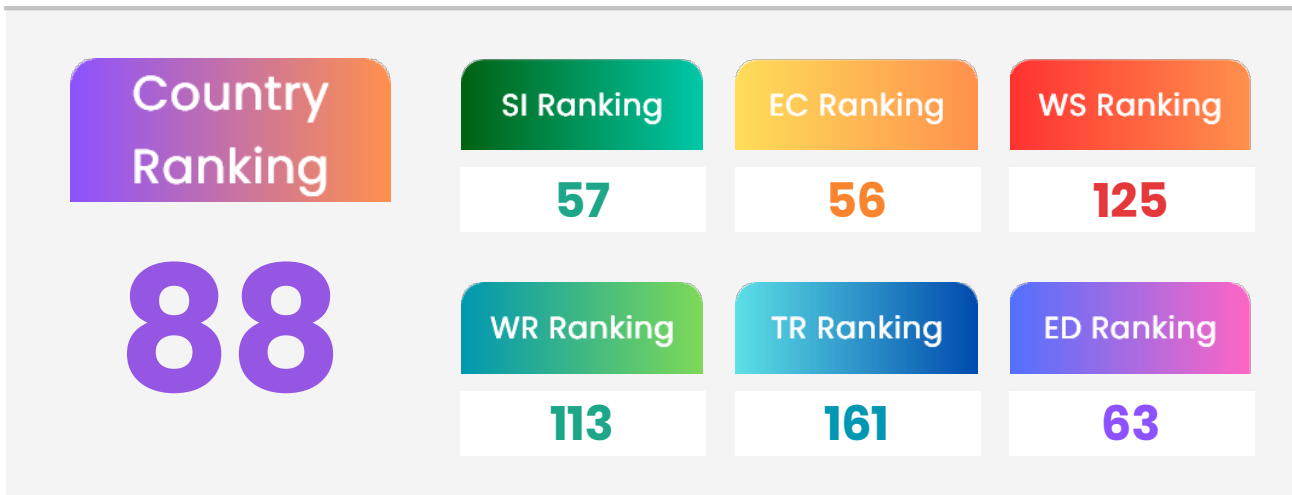 Country
Ranking
88
SI Ranking
57
EC Ranking
56
WS Ranking
125
WR Ranking
113
TR Ranking
161
ED Ranking
63